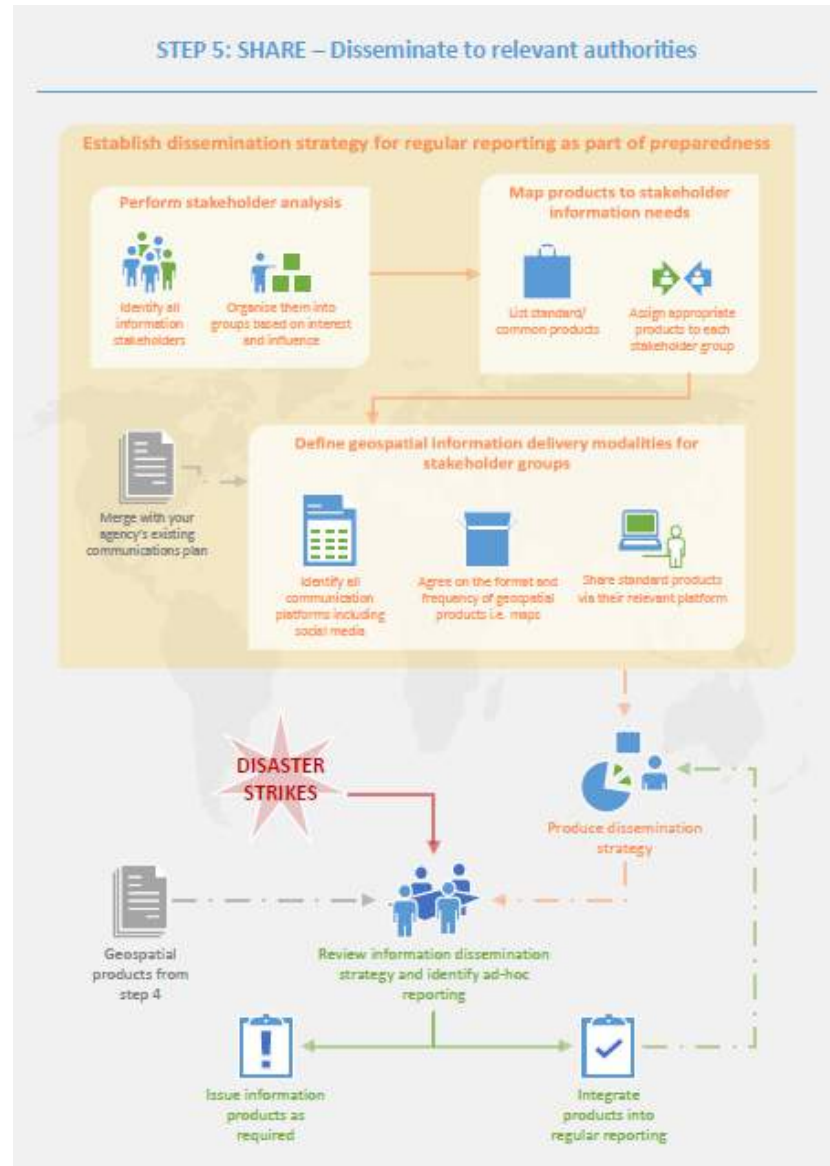 STEP 5: SHARE – Disseminate to relevant authorities
Establish dissemination strategy for regular reporting as part of preparedness
Perform stakeholder analysis
Identify all
information
stakeholders
Organise them into
groups based on interest
and influence
Map products to stakeholder
information needs
List standard/
common products
Assign appropriate
products to each
stakeholder group
Merge with your
agency's existing
communications plan
Define geospatial information delivery modalities for
stakeholder groups
Identify all
communication
platforms including
social media
Agree on the format and
frequency of geospatial
products i.e. maps
Share standard products
via their relevant platform
DISASTER
STRIKES
Produce dissemination
strategy
Geospatial
products from
step 4
Review information dissemination
strategy and identify ad-hoc
reporting
Issue information
products as
required
Integrate
products into
regular reporting